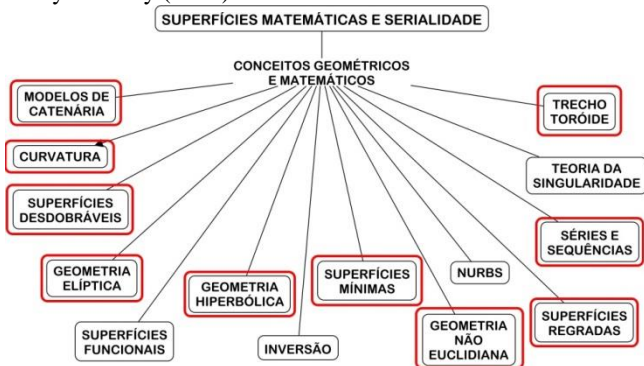 SUPERFÍCIES MATEMÁTICAS E SERIALIDADE
CONCEITOS GEOMÉTRICOS
E MATEMÁTICOS
MODELOS DE
CATENÁRIA
TRECHO
TORÓIDE
CURVATURA
TEORIA DA
SINGULARIDADE
SUPERFÍCIES
DESDOBRÁVEIS
SÉRIES E
SEQUÊNCIAS
GEOMETRIA
ELÍPTICA
GEOMETRIA
HIPERBÓLICA
SUPERFÍCIES
MÍNIMAS
NURBS
SUPERFÍCIES
REGRADAS
SUPERFÍCIES
FUNCIONAIS
INVERSÃO
GEOMETRIA
NÃO
EUCLIDIANA